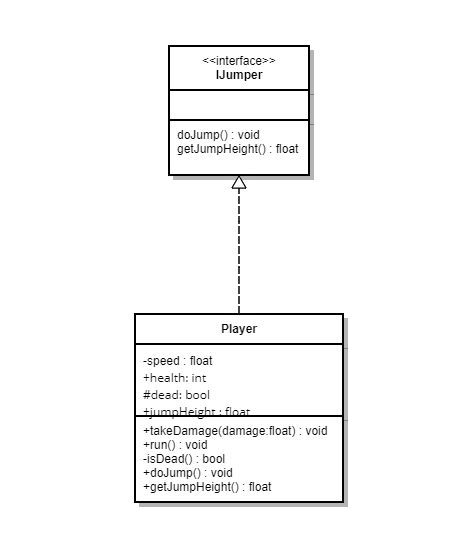 <<interface>>
IJumper
doJump() : void
getJumpHeight() : float
Player
-speed : float
+health: int
#dead: bool
+jumpHeight : float
+takeDamage(damage:float) : void
+run() : void
-isDead() : bool
+doJump() : void
+getJumpHeight() : float